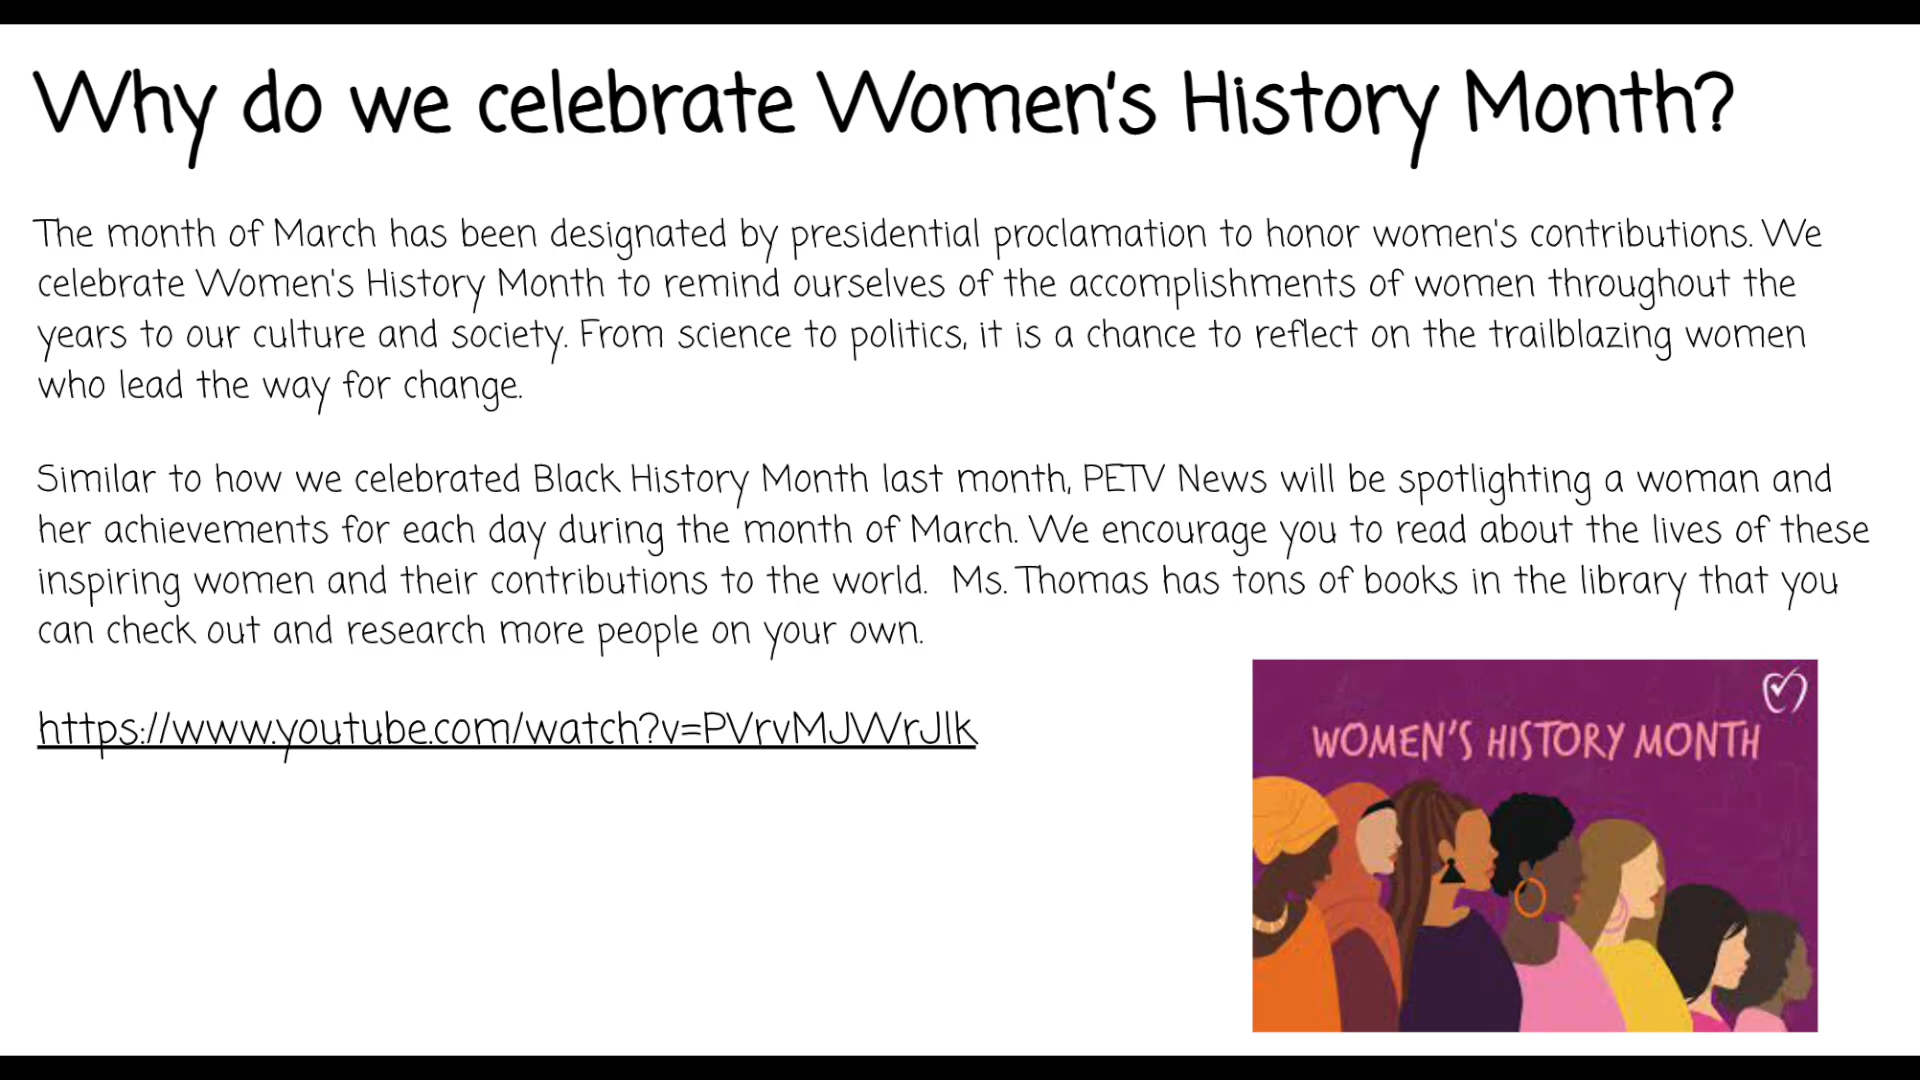 Why do we celebrate Women's History Month?
The month of March has been designated by presidential proclamation to honor women's contributions. We
celebrate Women's History Month to remind ourselves of the accomplishments of women throughout the
years to our culture and society. From science to politics, it is a chance to reflect on the trailblazing women
who lead the way for change.
Similar to how we celebrated Black History Month last month, PETV News will be spotlighting a woman and
her achievements for each day during the month of March. We encourage you to read about the lives of these
inspiring women and their contributions to the world.  Ms. Thomas has tons of books in the library that you
can check out and research more people on your own.
https://www.youtube.com/watch?v=PVrvMJWrJlk
WOMEN'S HISTORY MONTH